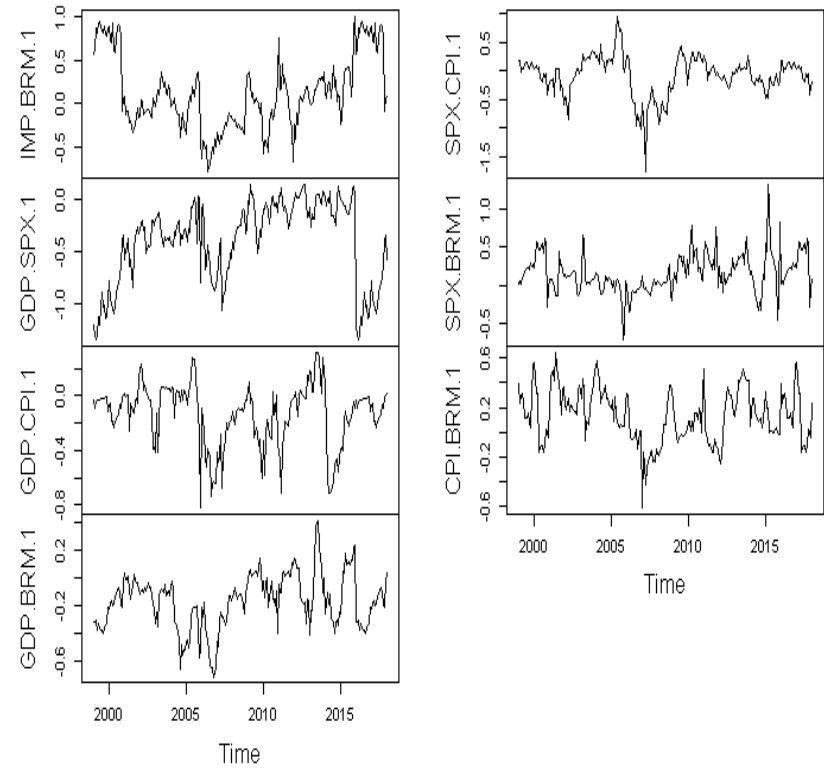 IMP.BRM.1
-0.5 0.0 0.5 1.0
GDP.SPX.1
-1.0 -0.5 0.0
GDP.CPI.1
-0.8 -0.4 0.0
GDP.BRM.1
-0.6 -0.2 0.2
2000 2005 2010 2015
Time
SPX.CPI.1
-1.5 -0.5 0.5
SPX.BRM.1
-0.5 0.5 1.0
CPI.BRM.1
-0.6 -0.2 0.2 0.6
2000 2005 2010 2015
Time